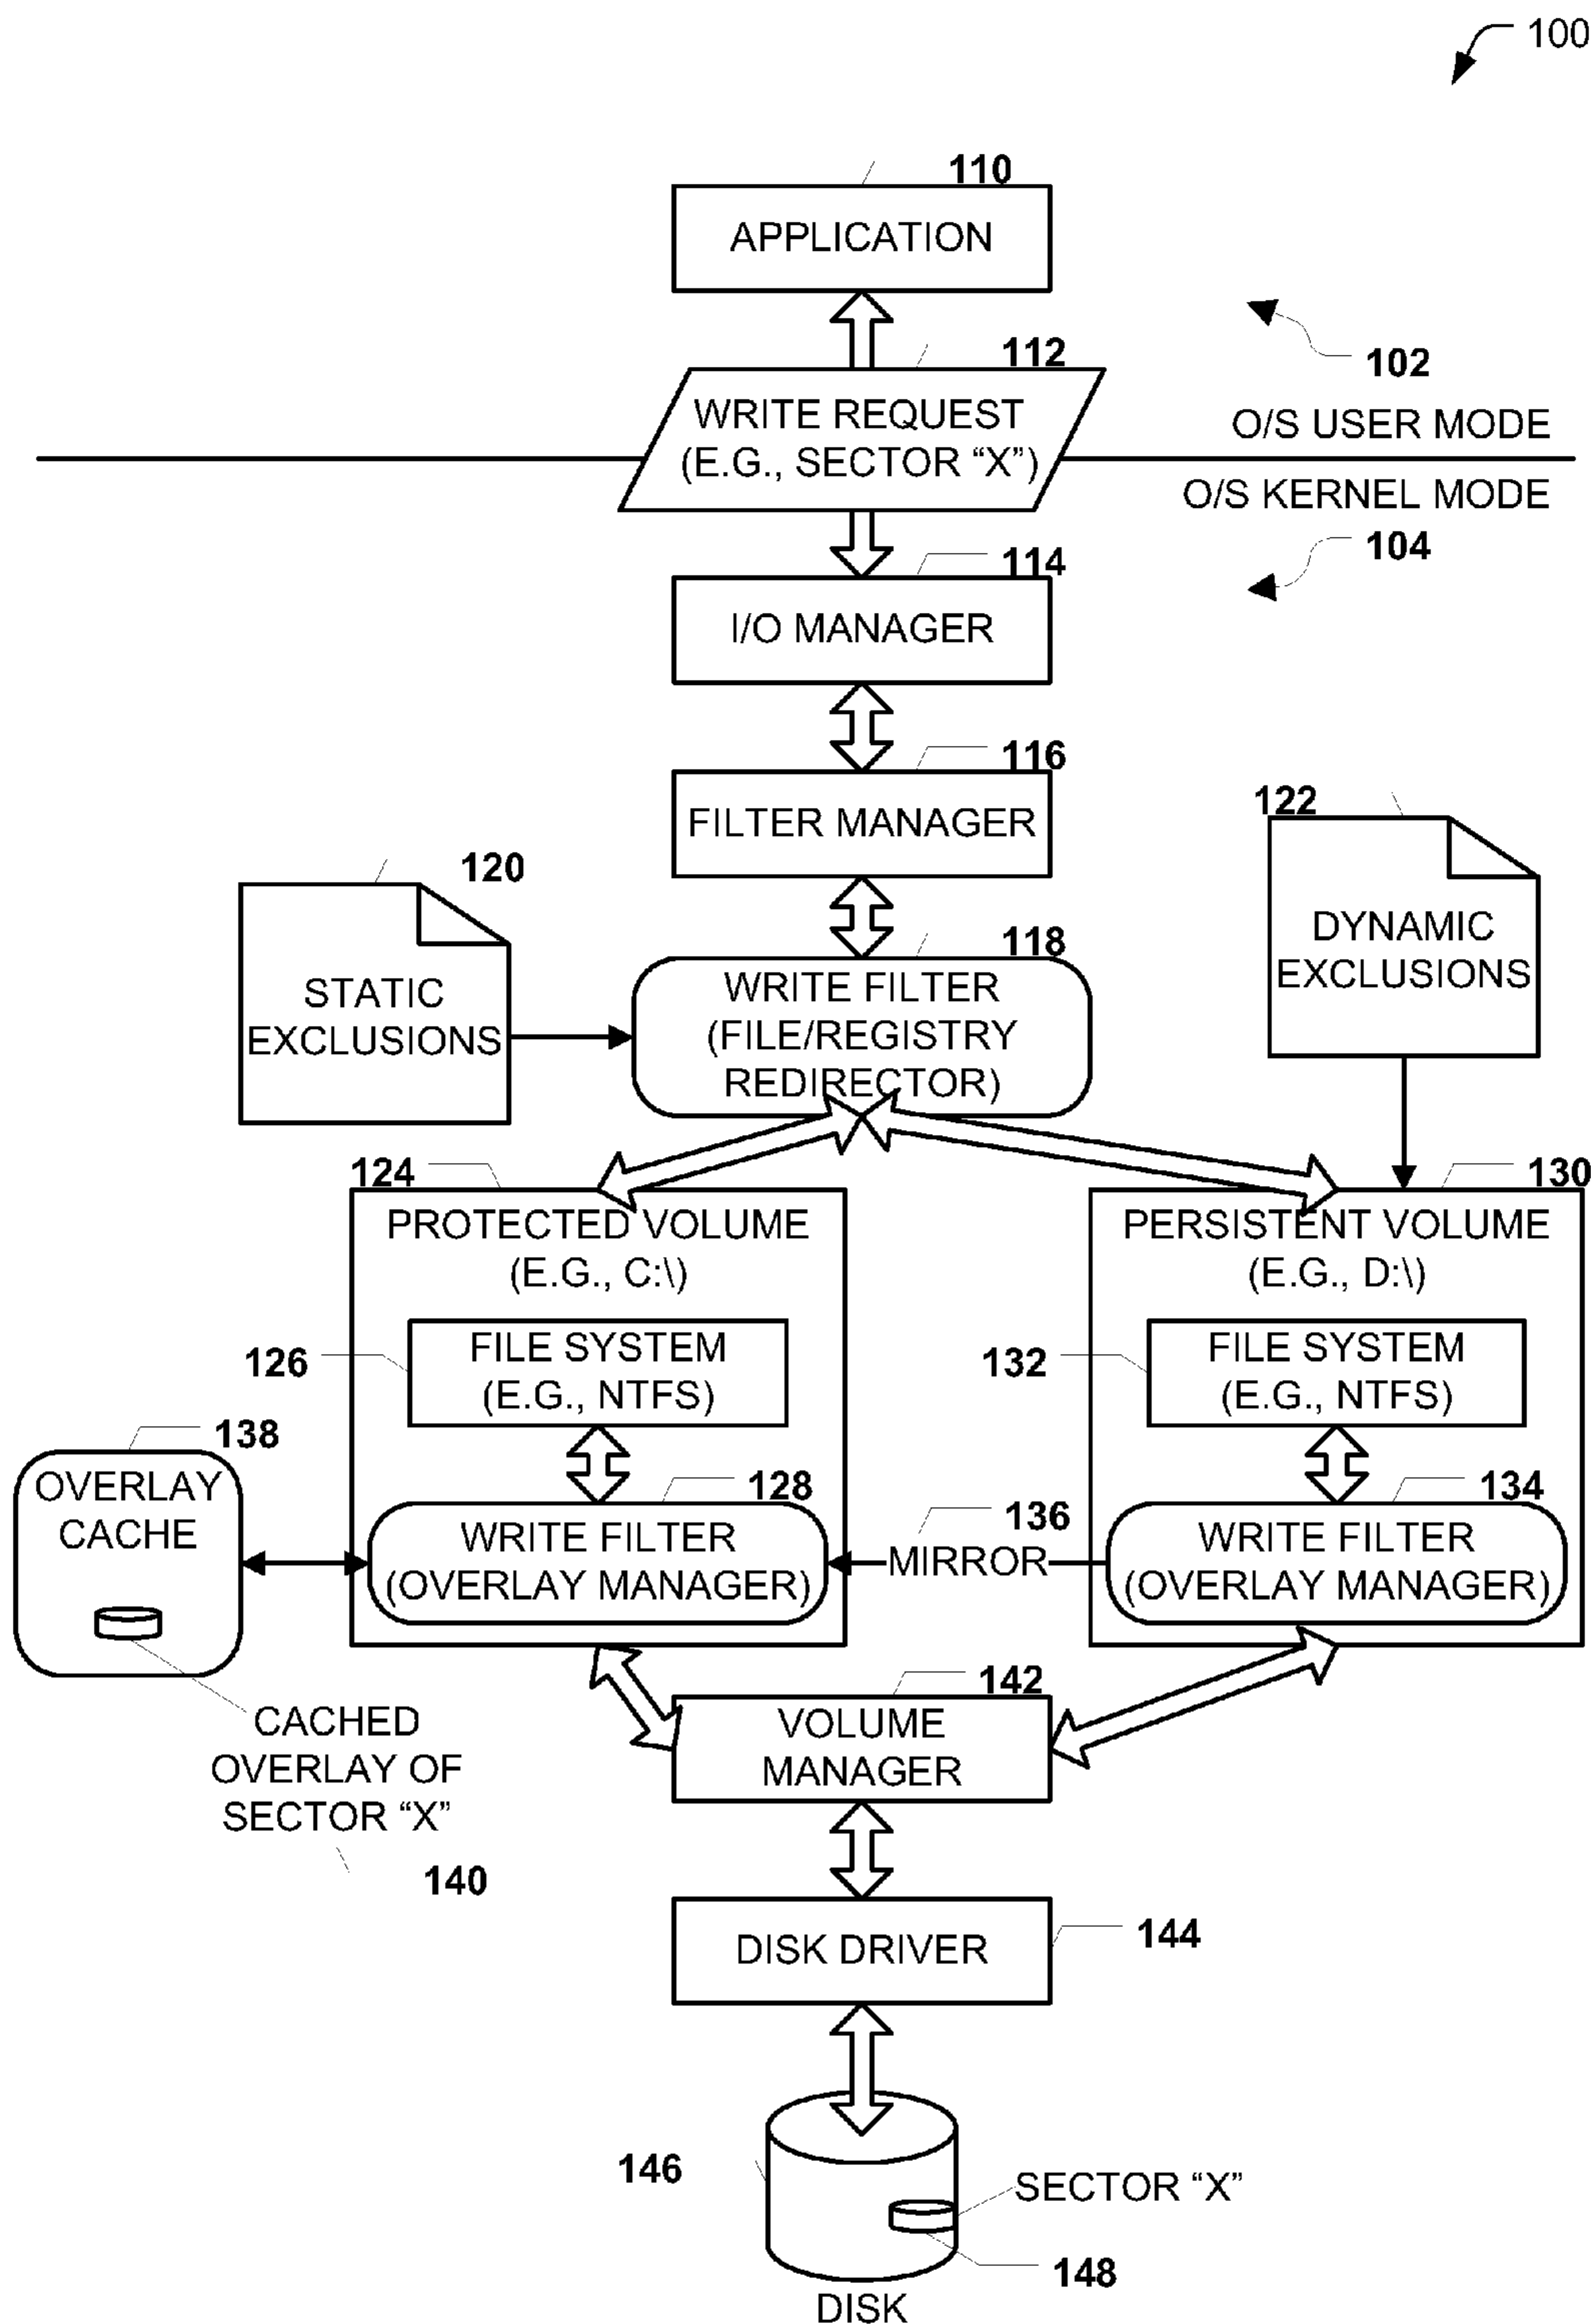 100
110
APPLICATION
112
WRITE REQUEST
(E.G., SECTOR “X”)
102
O/S USER MODE
O/S KERNEL MODE
104
114
I/O MANAGER
116
FILTER MANAGER
120
STATIC
EXCLUSIONS
118
WRITE FILTER
(FILE/REGISTRY
REDIRECTOR)
122
DYNAMIC
EXCLUSIONS
124
PROTECTED VOLUME
(E.G., C:\)
126
FILE SYSTEM
(E.G., NTFS)
128
WRITE FILTER
(OVERLAY MANAGER)
130
PERSISTENT VOLUME
(E.G., D:\)
132
FILE SYSTEM
(E.G., NTFS)
134
WRITE FILTER
(OVERLAY MANAGER)
136
MIRROR
138
OVERLAY
CACHE
CACHED
OVERLAY OF
SECTOR “X”
140
142
VOLUME
MANAGER
144
DISK DRIVER
146
SECTOR “X”
148
DISK